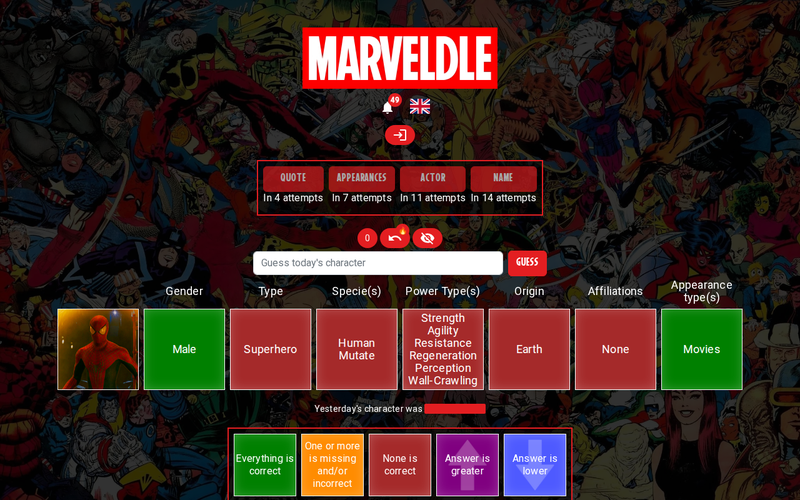 MARVELDLE
49
QUOTE APPEARANCES ACTOR NAME
In 4 attempts In 7 attempts In 11 attempts In 14 attempts
0
Guess today's character GUESS
Gender Type Specie(s) Power Type(s) Origin Affiliations Appearance
type(s)
Male Superhero Human
Mutate Strength
Agility
Resistance
Regeneration
Perception
Wall-Crawling Earth None Movies
Yesterday's character was
Everything is
correct One or more
is missing
and/or
incorrect None is
correct Answer is
greater Answer is
lower